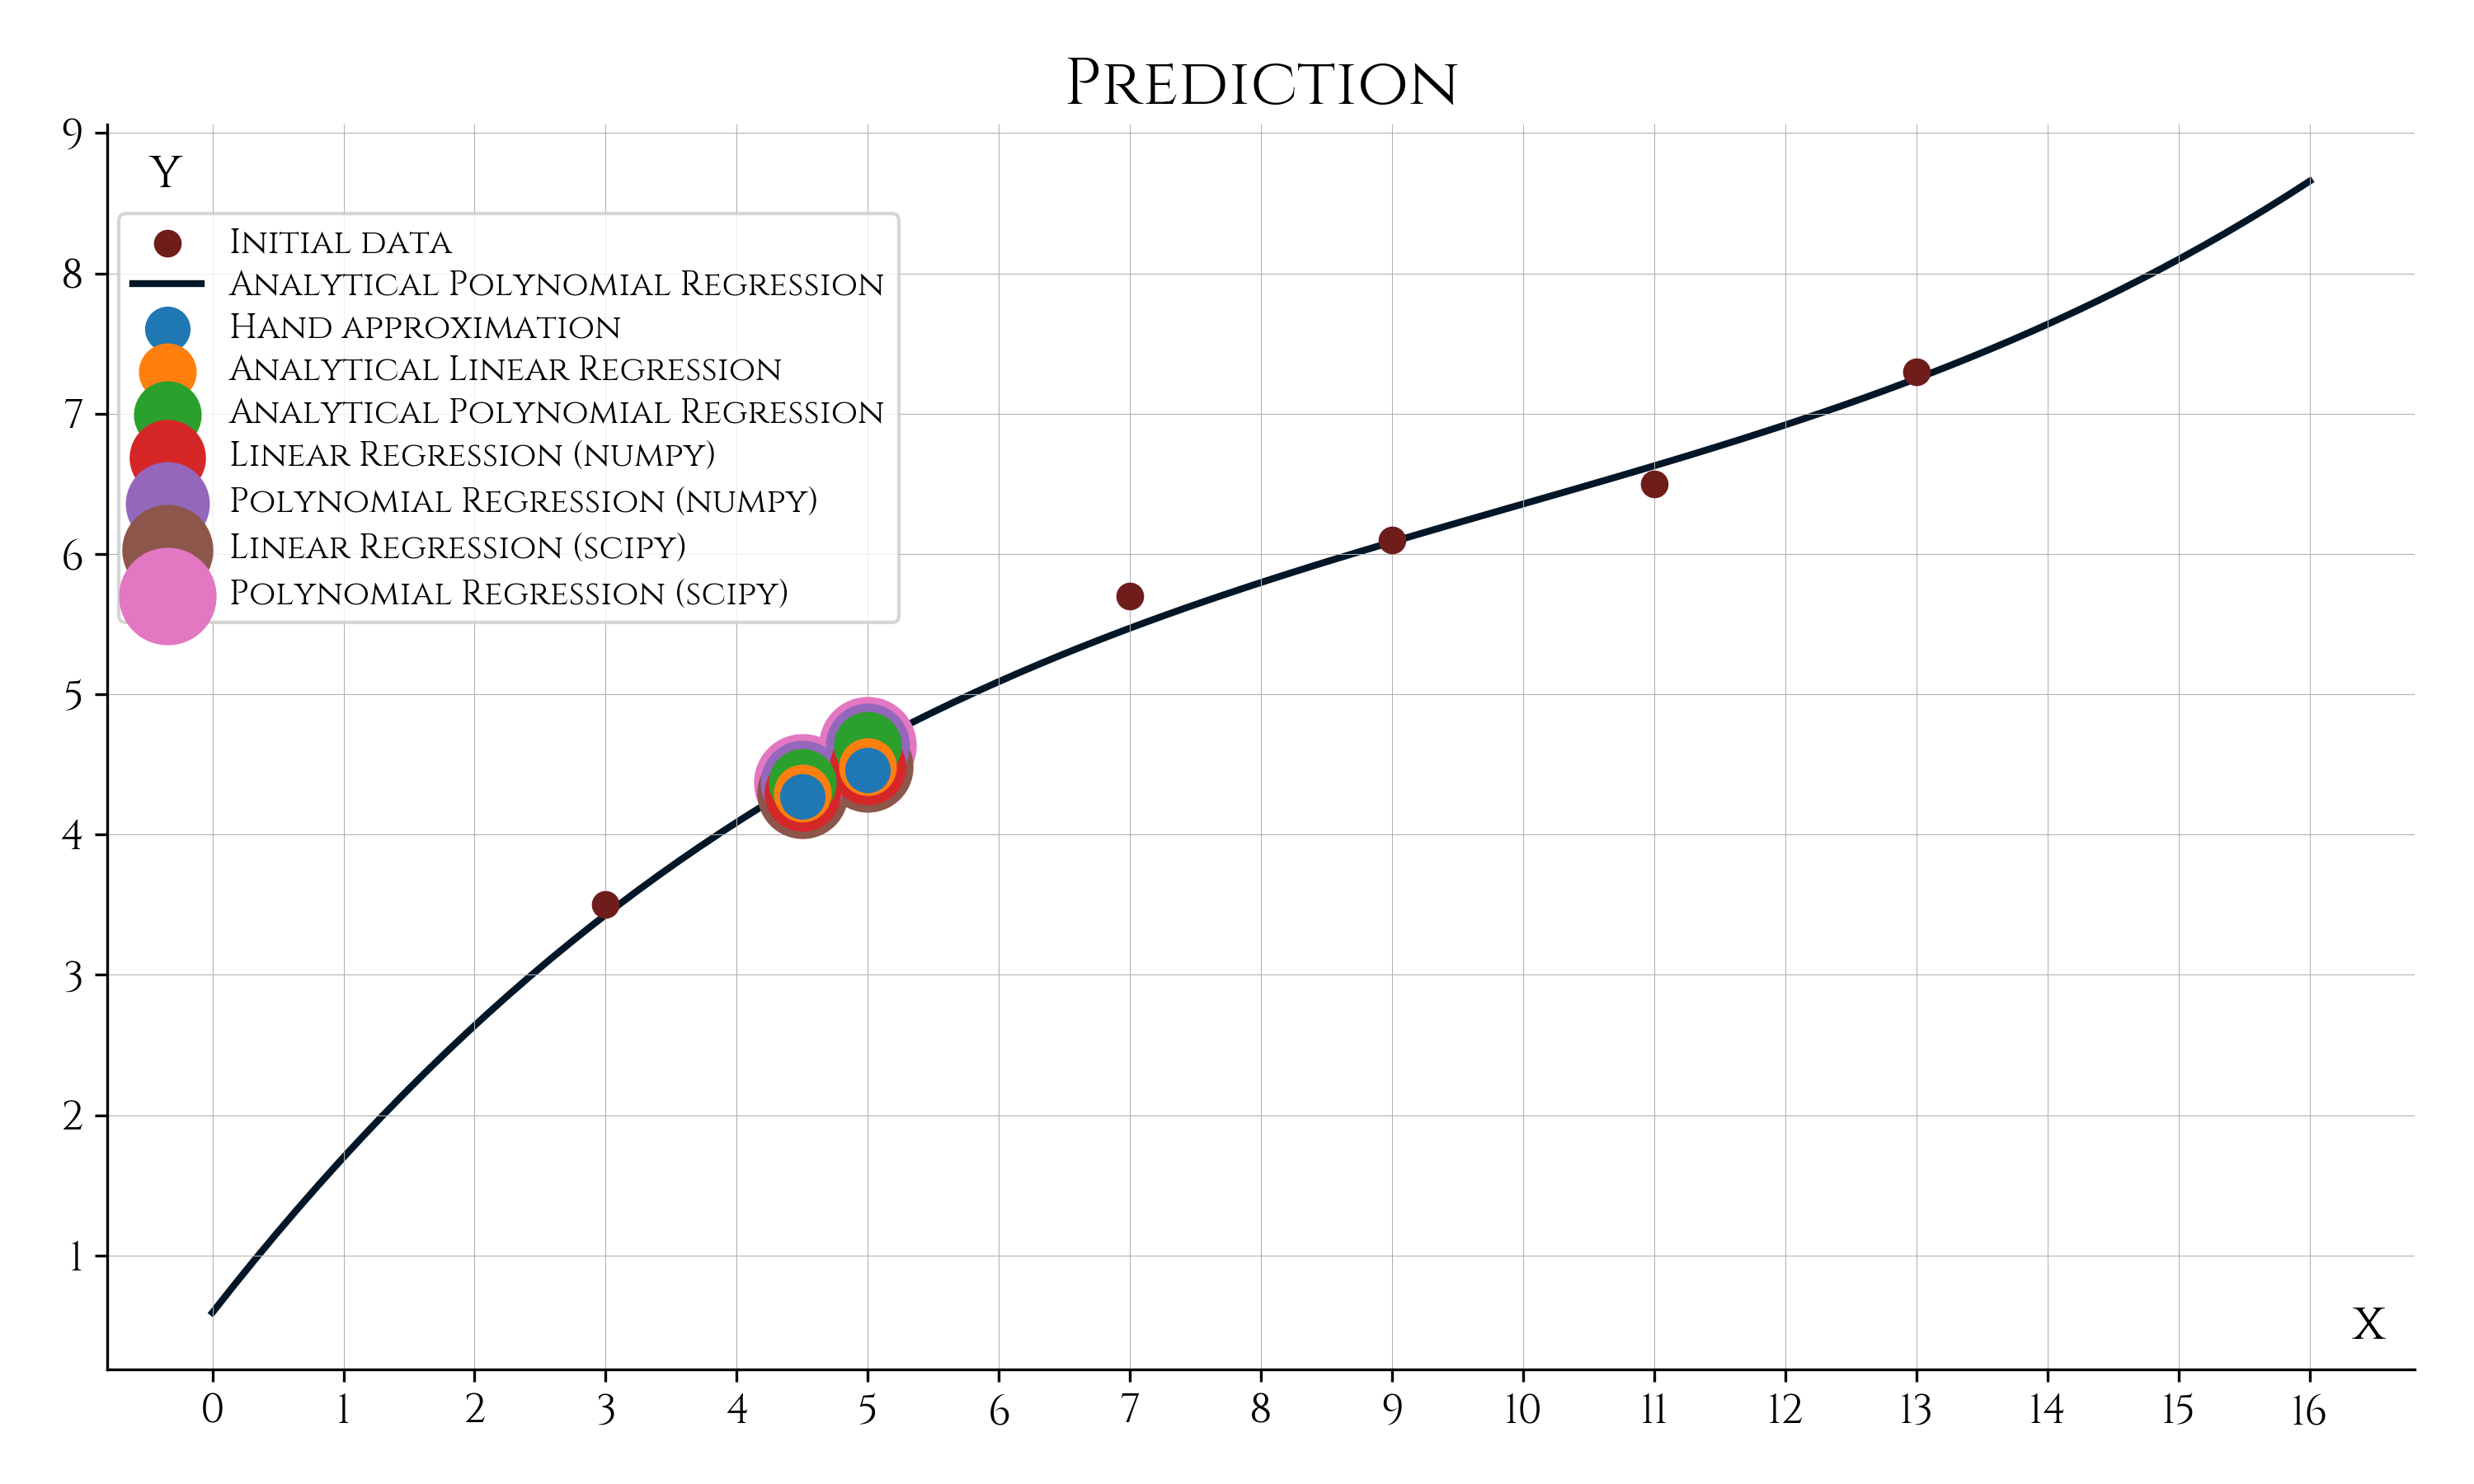 Prediction
Y
Initial data
Analytical Polynomial Regression
Hand approximation
Analytical Linear Regression
Analytical Polynomial Regression
Linear Regression (numpy)
Polynomial Regression (numpy)
Linear Regression (scipy)
Polynomial Regression (scipy)
9
8
7
6
5
4
3
2
1
X
0 1 2 3 4 5 6 7 8 9 10 11 12 13 14 15 16